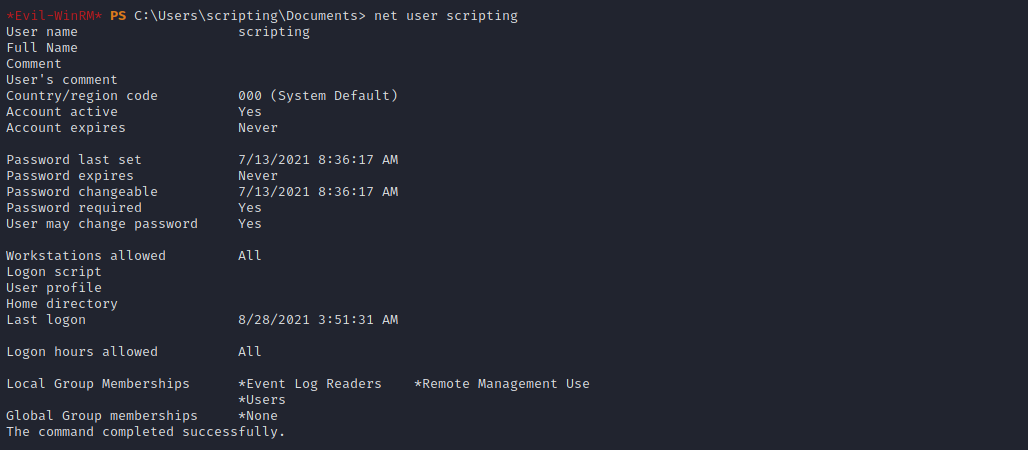 *Evil-WinRM* PS C:\Users\scripting\Documents> net user scripting
User name                    scripting
Full Name
Comment
User's comment
Country/region code          000 (System Default)
Account active               Yes
Account expires              Never

Password last set            7/13/2021 8:36:17 AM
Password expires             Never
Password changeable          7/13/2021 8:36:17 AM
Password required            Yes
User may change password     Yes

Workstations allowed         All
Logon script
User profile
Home directory
Last logon                   8/28/2021 3:51:31 AM

Logon hours allowed          All

Local Group Memberships      *Event Log Readers    *Remote Management Use
                             *Users
Global Group memberships     *None
The command completed successfully.